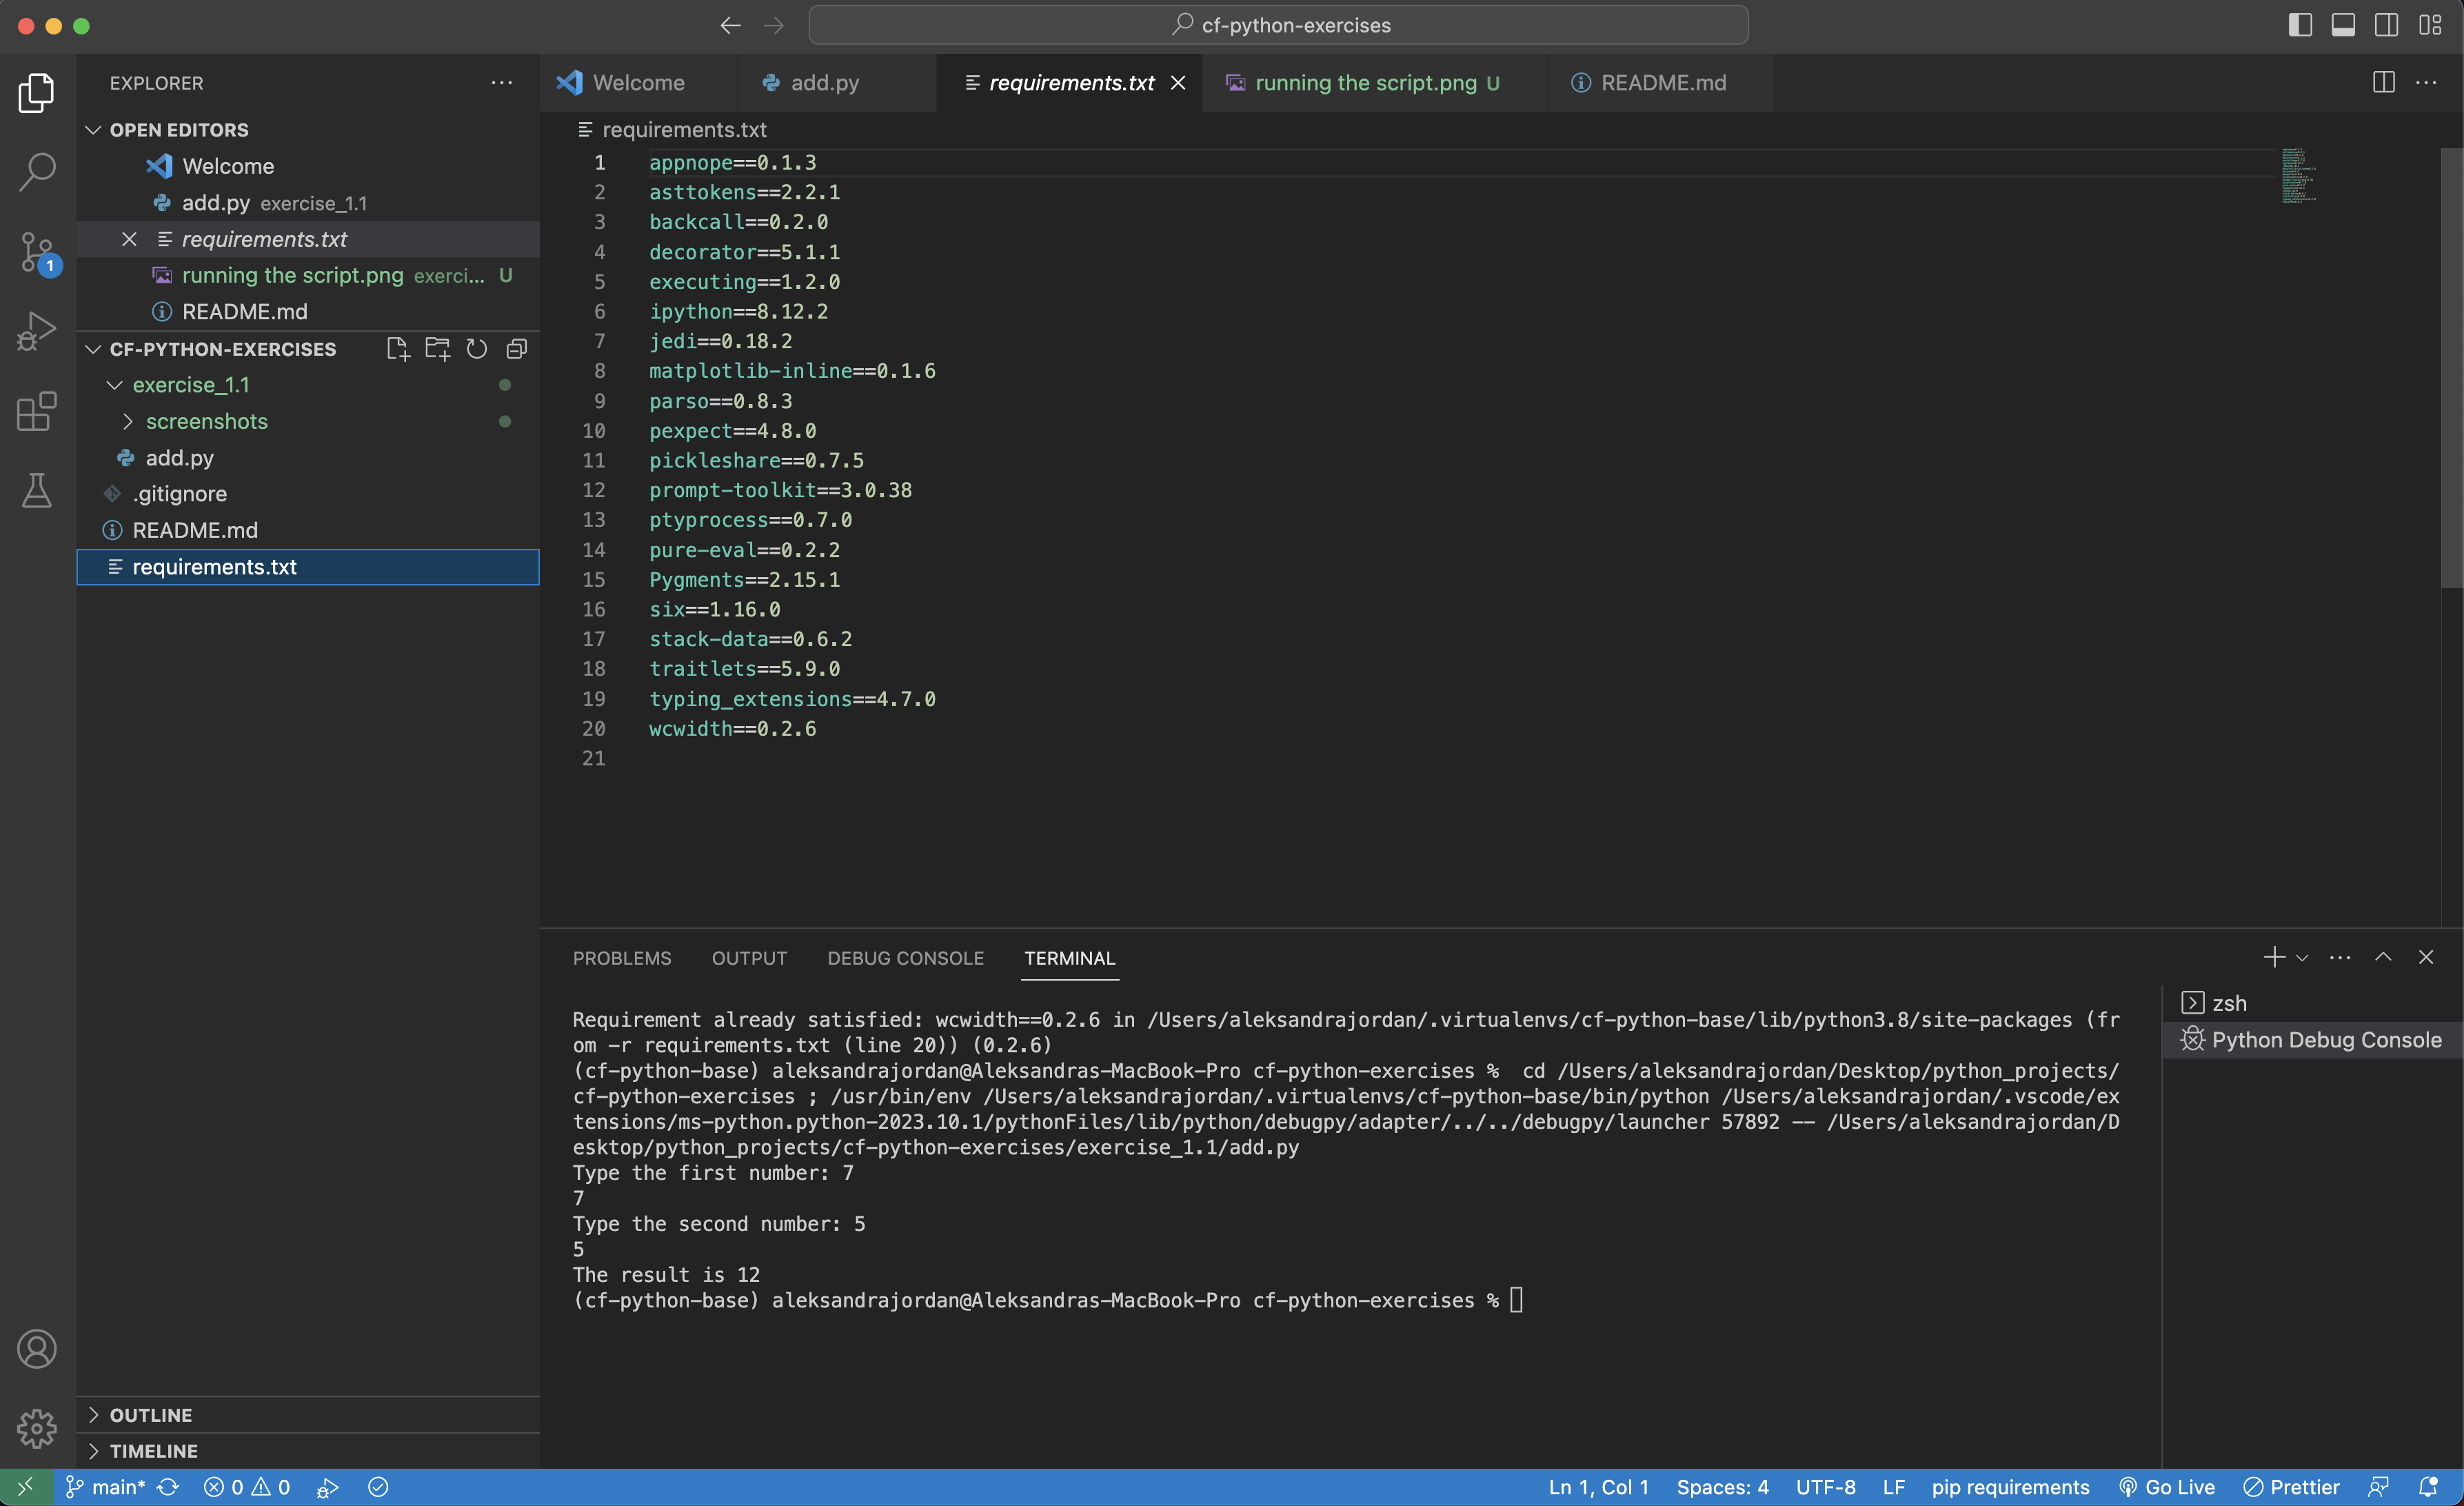 cf-python-exercises
EXPLORER
OPEN EDITORS
Welcome
add.py exercise_1.1
requirements.txt
running the script.png exerci... U
README.md
CF-PYTHON-EXERCISES
exercise_1.1
screenshots
add.py
.gitignore
README.md
requirements.txt
OUTLINE
TIMELINE
Welcome
add.py
requirements.txt
running the script.png U
README.md
requirements.txt
1 appnope==0.1.3
2 asttokens==2.2.1
3 backcall==0.2.0
4 decorator==5.1.1
5 executing==1.2.0
6 ipython==8.12.2
7 jedi==0.18.2
8 matplotlib-inline==0.1.6
9 parso==0.8.3
10 pexpect==4.8.0
11 pickleshare==0.7.5
12 prompt-toolkit==3.0.38
13 ptyprocess==0.7.0
14 pure-eval==0.2.2
15 Pygments==2.15.1
16 six==1.16.0
17 stack-data==0.6.2
18 traitlets==5.9.0
19 typing_extensions==4.7.0
20 wcwidth==0.2.6
21
PROBLEMS OUTPUT DEBUG CONSOLE TERMINAL
Requirement already satisfied: wcwidth==0.2.6 in /Users/aleksandrajordan/.virtualenvs/cf-python-base/lib/python3.8/site-packages (fr
om -r requirements.txt (line 20)) (0.2.6)
(cf-python-base) aleksandrajordan@Aleksandras-MacBook-Pro cf-python-exercises %  cd /Users/aleksandrajordan/Desktop/python_projects/
cf-python-exercises ; /usr/bin/env /Users/aleksandrajordan/.virtualenvs/cf-python-base/bin/python /Users/aleksandrajordan/.vscode/ex
tensions/ms-python.python-2023.10.1/pythonFiles/lib/python/debugpy/adapter/../../debugpy/launcher 57892 -- /Users/aleksandrajordan/D
esktop/python_projects/cf-python-exercises/exercise_1.1/add.py
Type the first number: 7
7
Type the second number: 5
5
The result is 12
(cf-python-base) aleksandrajordan@Aleksandras-MacBook-Pro cf-python-exercises %
zsh
Python Debug Console
1
main* 0 0
Ln 1, Col 1 Spaces: 4 UTF-8 LF pip requirements Go Live Prettier